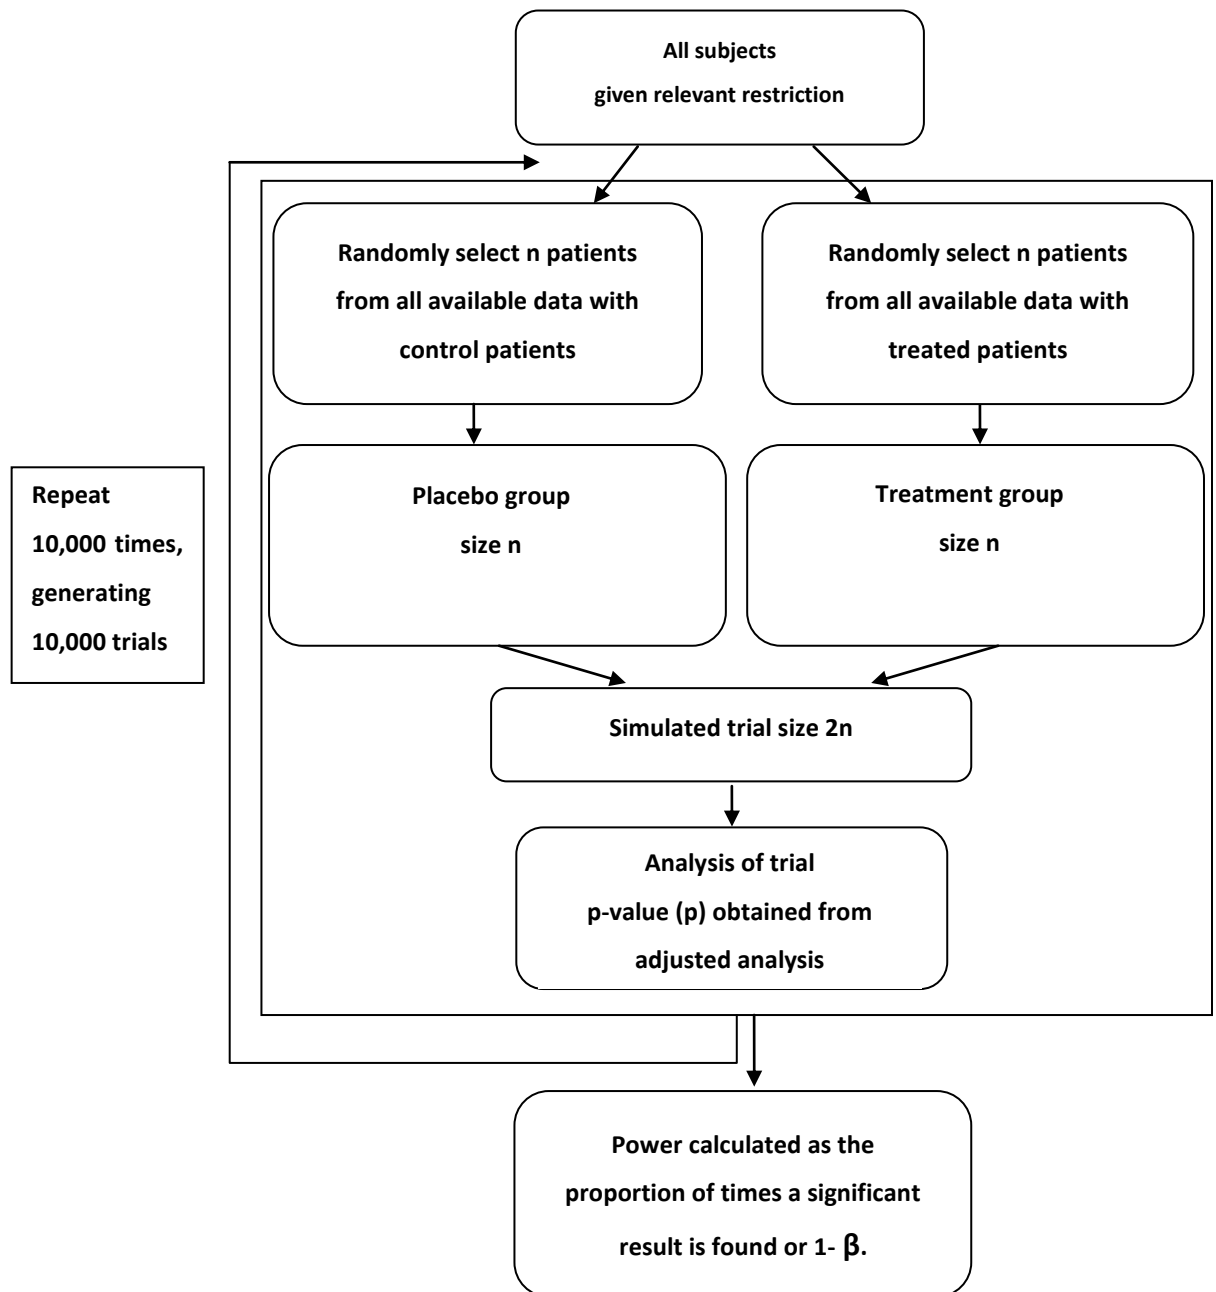 All subjects
given relevant restriction
Randomly select n patients
from all available data with
control patients
Randomly select n patients
from all available data with
treated patients
Placebo group
size n
Treatment group
size n
Repeat
10,000 times,
generating
10,000 trials
Simulated trial size 2n
Analysis of trial
p-value (p) obtained from
adjusted analysis
Power calculated as the
proportion of times a significant
result is found or 1- β.